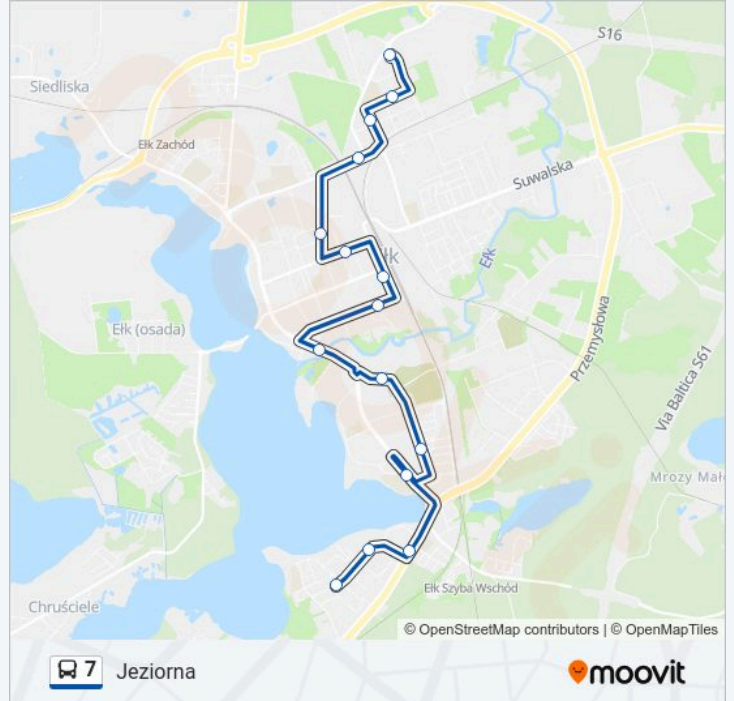 S16
Siedliska
Ełk Zachód
Suwalska
Ełk
Ełk
Ełk (osada)
Przemysłowa
Via Baltica S61
Mrozy Mał
Ełk Szyba Wschód
Chruściele
© OpenStreetMap contributors | © OpenMapTiles
7 Jeziorna
moovit